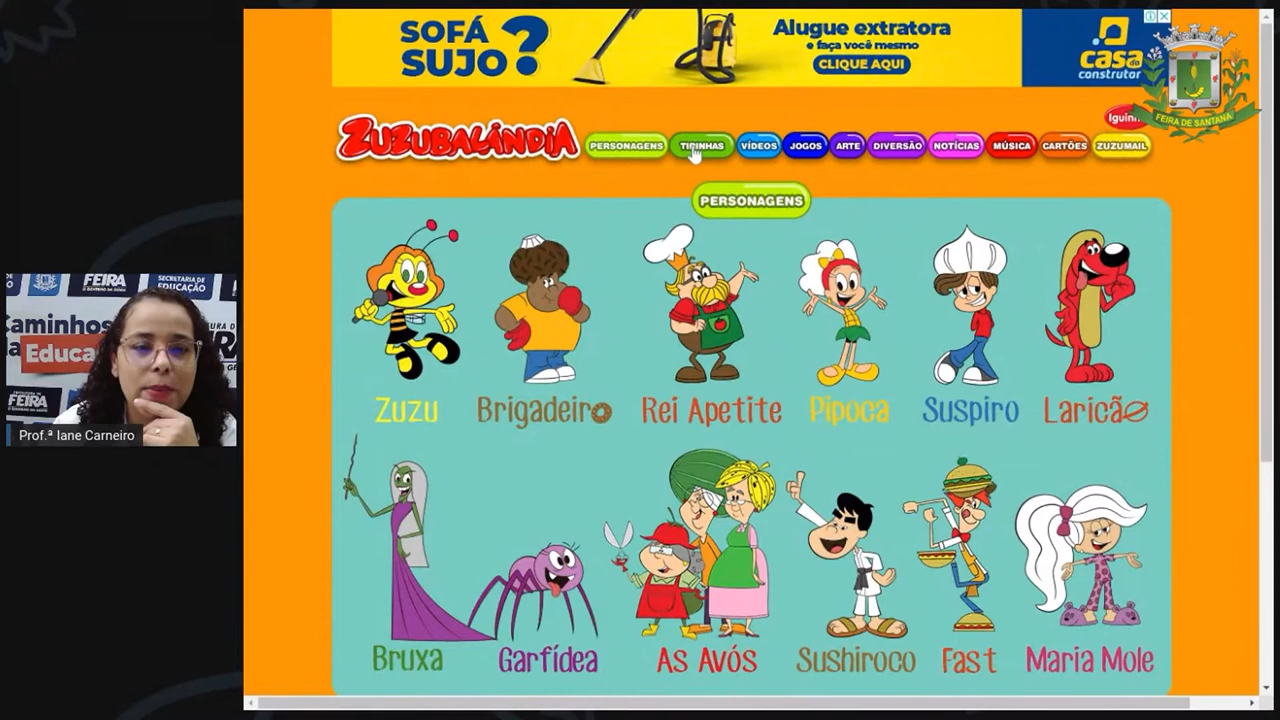 SOFÁ
SUJO?
Alugue extratora
e faça você mesmo
CLIQUE AQUI
casa do
construtor
FEIRA DE SANTANA
ZUZUBALÂNDIA
PERSONAGENS
TIRINHAS
VÍDEOS
JOGOS
ARTE
DIVERSÃO
NOTÍCIAS
MÚSICA
CARTÕES
ZUZUMAIL
PERSONAGENS
Zuzu
Brigadeiro
Rei Apetite
Pipoca
Suspiro
Laricão
Bruxa
Garfídea
As Avós
Sushiroco
Fast
Maria Mole
FEIRA
SECRETARIA DE
EDUCAÇÃO
Caminhos
Educa
FEIRA
Prof.ª Iane Carneiro